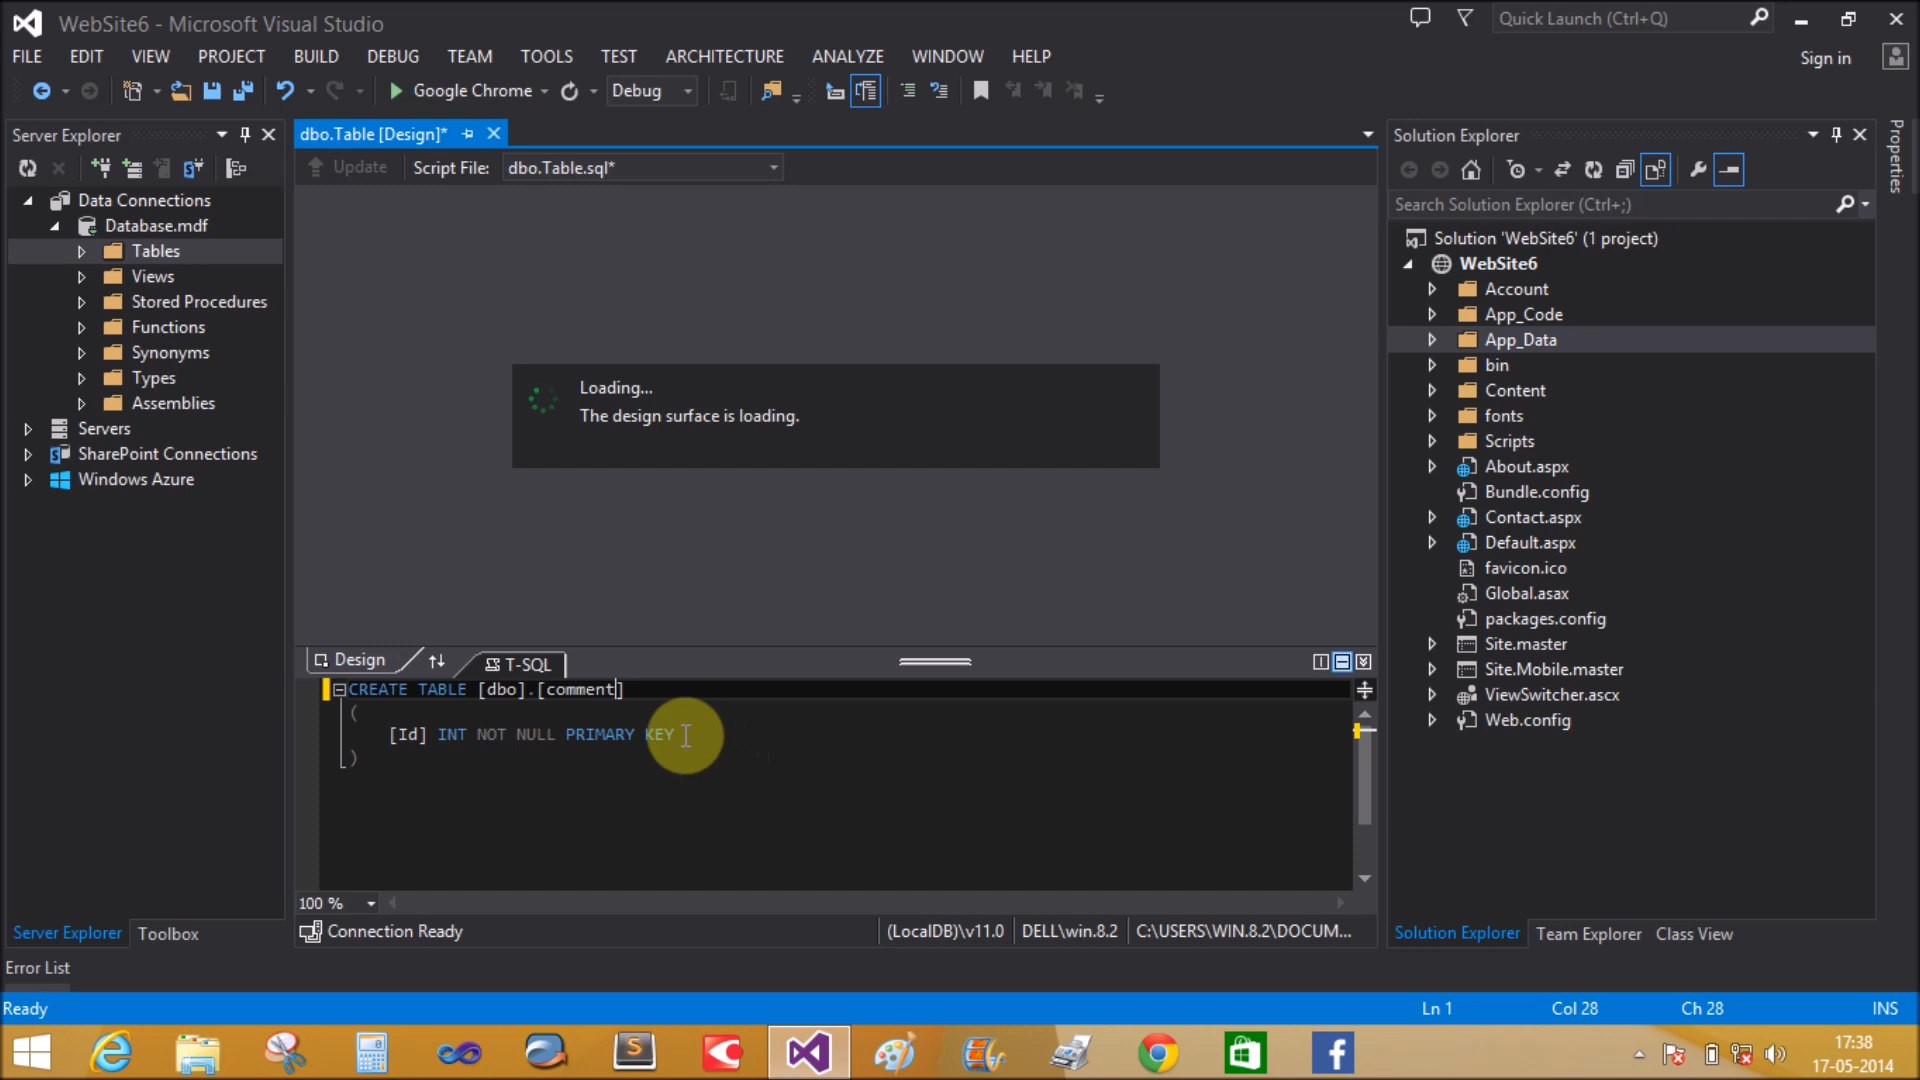 WebSite6 - Microsoft Visual Studio
Quick Launch (Ctrl+Q)
FILE EDIT VIEW PROJECT BUILD DEBUG TEAM TOOLS TEST ARCHITECTURE ANALYZE WINDOW HELP
Sign in
Google Chrome Debug
Server Explorer
Data Connections
Database.mdf
Tables
Views
Stored Procedures
Functions
Synonyms
Types
Assemblies
Servers
SharePoint Connections
Windows Azure
Server Explorer Toolbox
dbo.Table [Design]*
Update Script File: dbo.Table.sql*
Loading...
The design surface is loading.
Design T-SQL
CREATE TABLE [dbo].[comment]
(
[Id] INT NOT NULL PRIMARY KEY
)
100 %
Connection Ready (LocalDB)\v11.0 DELL\win.8.2 C:\USERS\WIN.8.2\DOCUM...
Solution Explorer
Search Solution Explorer (Ctrl+;)
Solution 'WebSite6' (1 project)
WebSite6
Account
App_Code
App_Data
bin
Content
fonts
Scripts
About.aspx
Bundle.config
Contact.aspx
Default.aspx
favicon.ico
Global.asax
packages.config
Site.master
Site.Mobile.master
ViewSwitcher.ascx
Web.config
Solution Explorer Team Explorer Class View
Properties
Error List
Ready Ln 1 Col 28 Ch 28 INS
17:38
17-05-2014